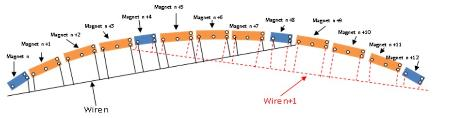 Magnet n
Magnet n+1
Magnet n+2
Magnet n+3
Magnet n+4
Magnet n+5
Magnet n+6
Magnet n+7
Magnet n+8
Magnet n+9
Magnet n+10
Magnet n+11
Magnet n+12
Wire n
Wire n+1